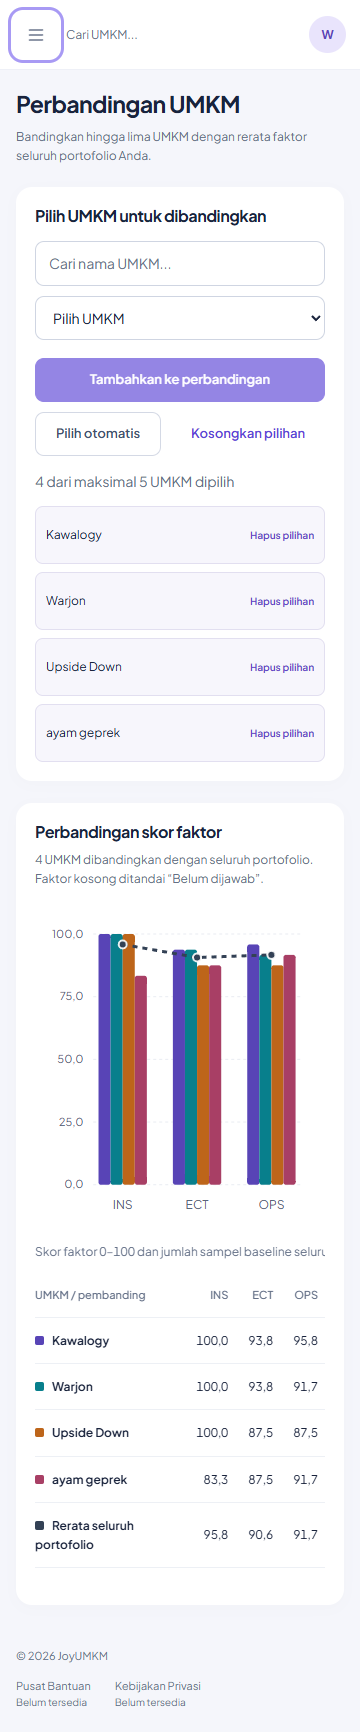 Cari UMKM...
W
Perbandingan UMKM
Bandingkan hingga lima UMKM dengan rerata faktor
seluruh portofolio Anda.
Pilih UMKM untuk dibandingkan
Cari nama UMKM...
Pilih UMKM
Tambahkan ke perbandingan
Pilih otomatis
Kosongkan pilihan
4 dari maksimal 5 UMKM dipilih
Kawalogy Hapus pilihan
Warjon Hapus pilihan
Upside Down Hapus pilihan
ayam geprek Hapus pilihan
Perbandingan skor faktor
4 UMKM dibandingkan dengan seluruh portofolio.
Faktor kosong ditandai “Belum dijawab”.
100,0
75,0
50,0
25,0
0,0
INS ECT OPS
Skor faktor 0–100 dan jumlah sampel baseline seluru
UMKM / pembanding INS ECT OPS
Kawalogy 100,0 93,8 95,8
Warjon 100,0 93,8 91,7
Upside Down 100,0 87,5 87,5
ayam geprek 83,3 87,5 91,7
Rerata seluruh
portofolio 95,8 90,6 91,7
© 2026 JoyUMKM
Pusat Bantuan Kebijakan Privasi
Belum tersedia Belum tersedia